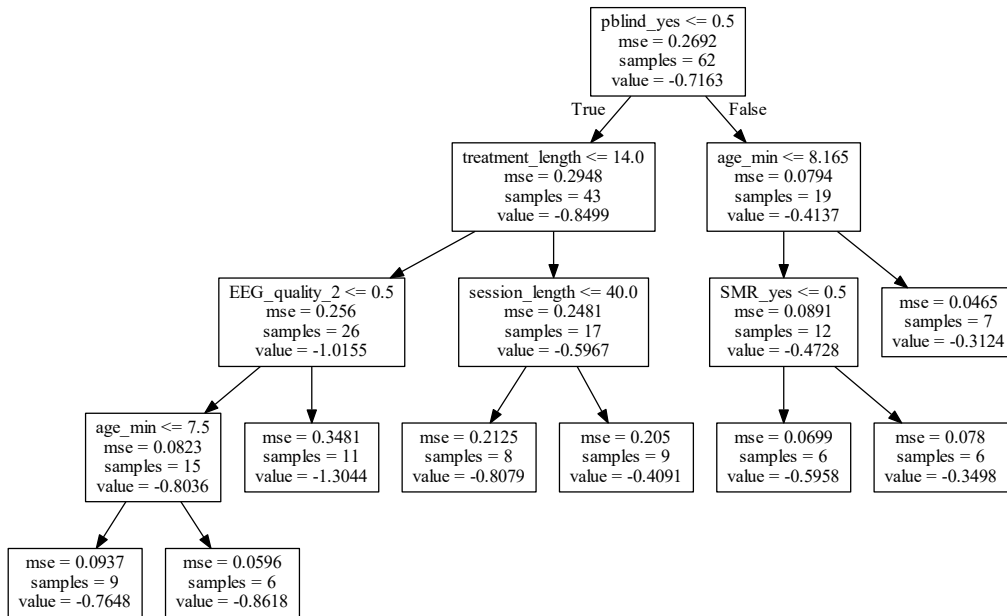 pblind_yes <= 0.5
mse = 0.2692
samples = 62
value = -0.7163
True
False
treatment_length <= 14.0
mse = 0.2948
samples = 43
value = -0.8499
age_min <= 8.165
mse = 0.0794
samples = 19
value = -0.4137
EEG_quality_2 <= 0.5
mse = 0.256
samples = 26
value = -1.0155
session_length <= 40.0
mse = 0.2481
samples = 17
value = -0.5967
SMR_yes <= 0.5
mse = 0.0891
samples = 12
value = -0.4728
mse = 0.0465
samples = 7
value = -0.3124
age_min <= 7.5
mse = 0.0823
samples = 15
value = -0.8036
mse = 0.3481
samples = 11
value = -1.3044
mse = 0.2125
samples = 8
value = -0.8079
mse = 0.205
samples = 9
value = -0.4091
mse = 0.0699
samples = 6
value = -0.5958
mse = 0.078
samples = 6
value = -0.3498
mse = 0.0937
samples = 9
value = -0.7648
mse = 0.0596
samples = 6
value = -0.8618